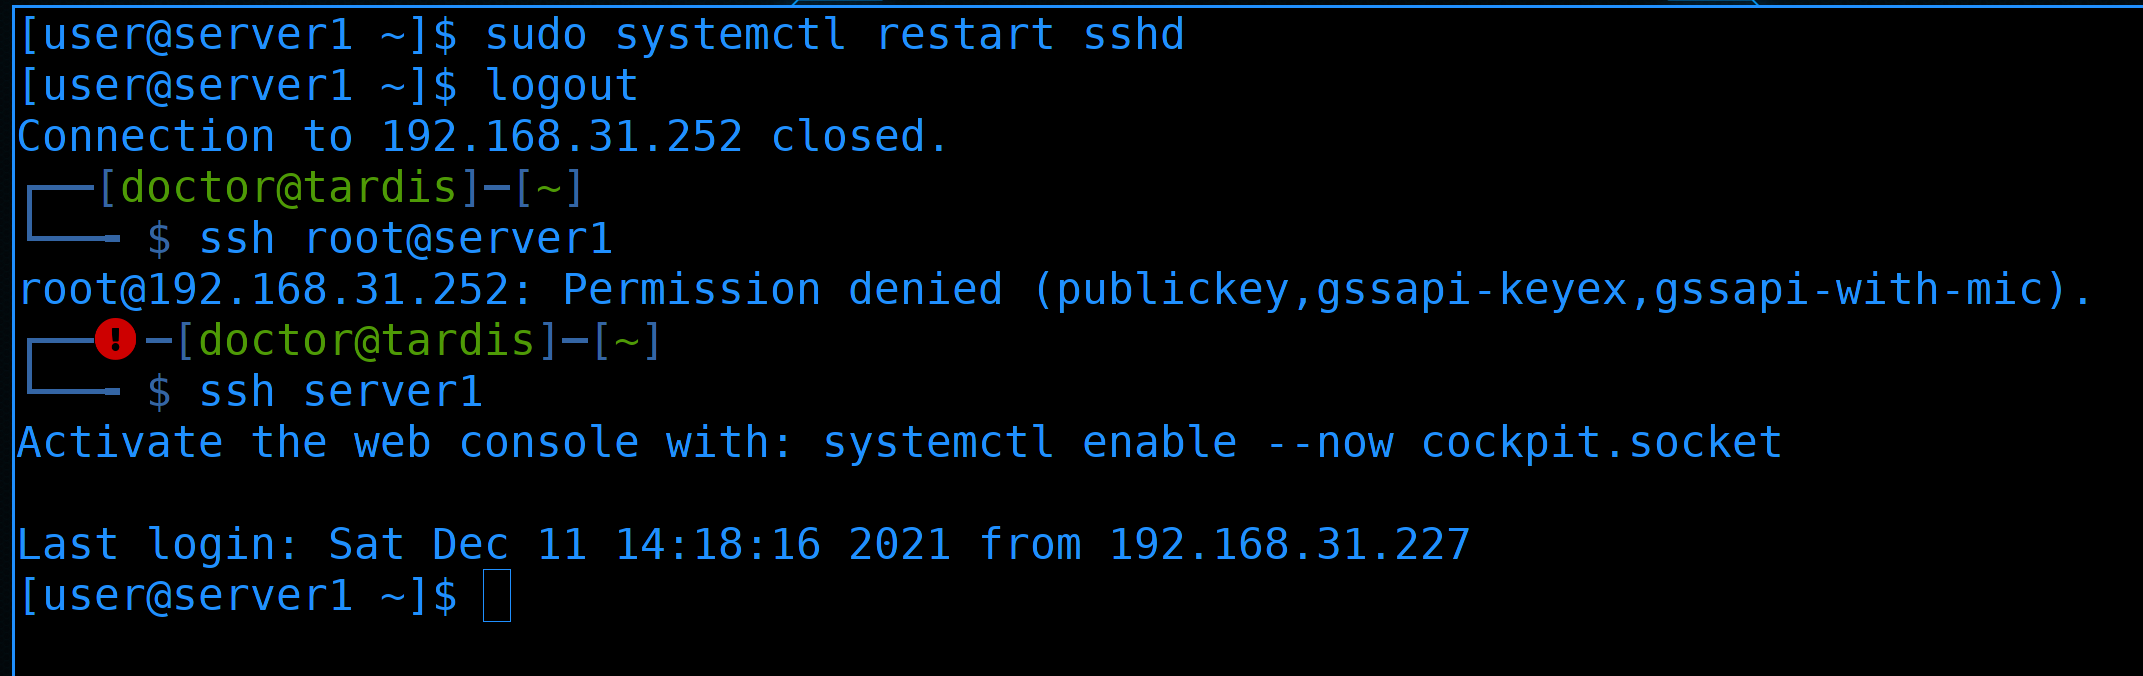 [user@server1 ~]$ sudo systemctl restart sshd
[user@server1 ~]$ logout
Connection to 192.168.31.252 closed.
┌──[doctor@tardis]─[~]
└──╼ $ ssh root@server1
root@192.168.31.252: Permission denied (publickey,gssapi-keyex,gssapi-with-mic).
┌──!─[doctor@tardis]─[~]
└──╼ $ ssh server1
Activate the web console with: systemctl enable --now cockpit.socket
Last login: Sat Dec 11 14:18:16 2021 from 192.168.31.227
[user@server1 ~]$